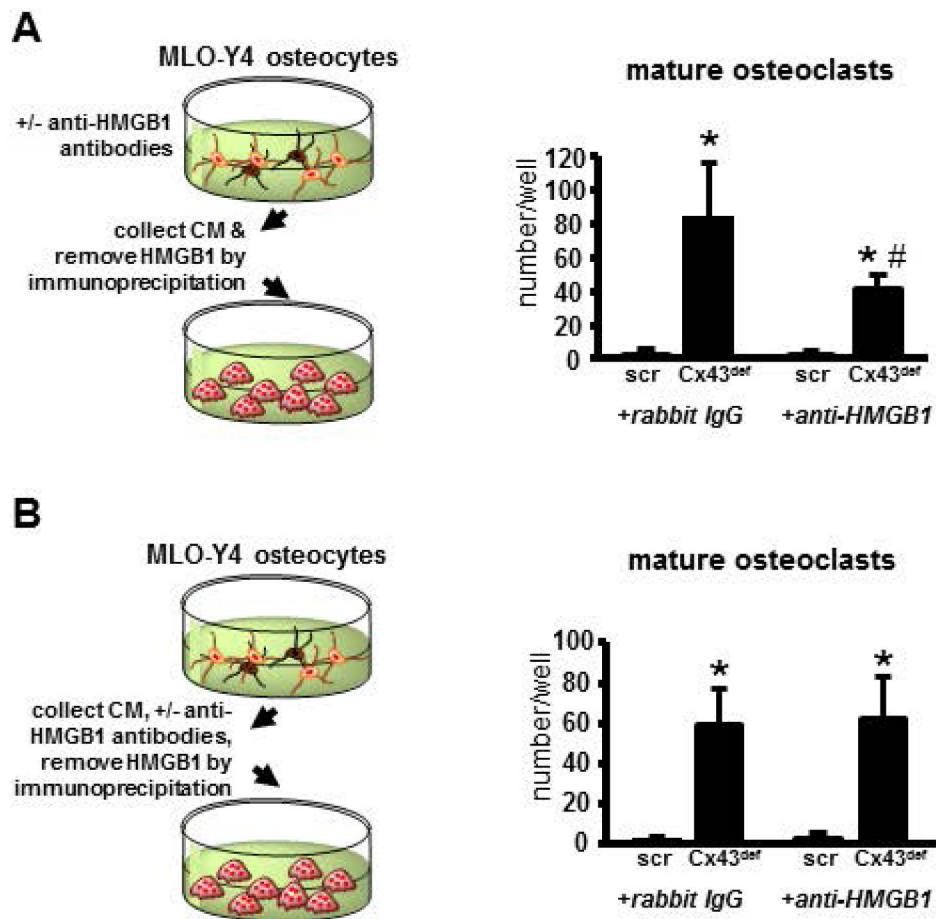 A
MLO-Y4 osteocytes
+/- anti-HMGB1
antibodies
collect CM &
remove HMGB1 by
immunoprecipitation
mature osteoclasts
number/well
120
100
80
60
40
20
0
*
* #
scr Cx43def scr Cx43def
+rabbit IgG +anti-HMGB1
B
MLO-Y4 osteocytes
collect CM, +/- anti-
HMGB1 antibodies,
remove HMGB1 by
immunoprecipitation
mature osteoclasts
number/well
100
80
60
40
20
0
* *
scr Cx43def scr Cx43def
+rabbit IgG +anti-HMGB1